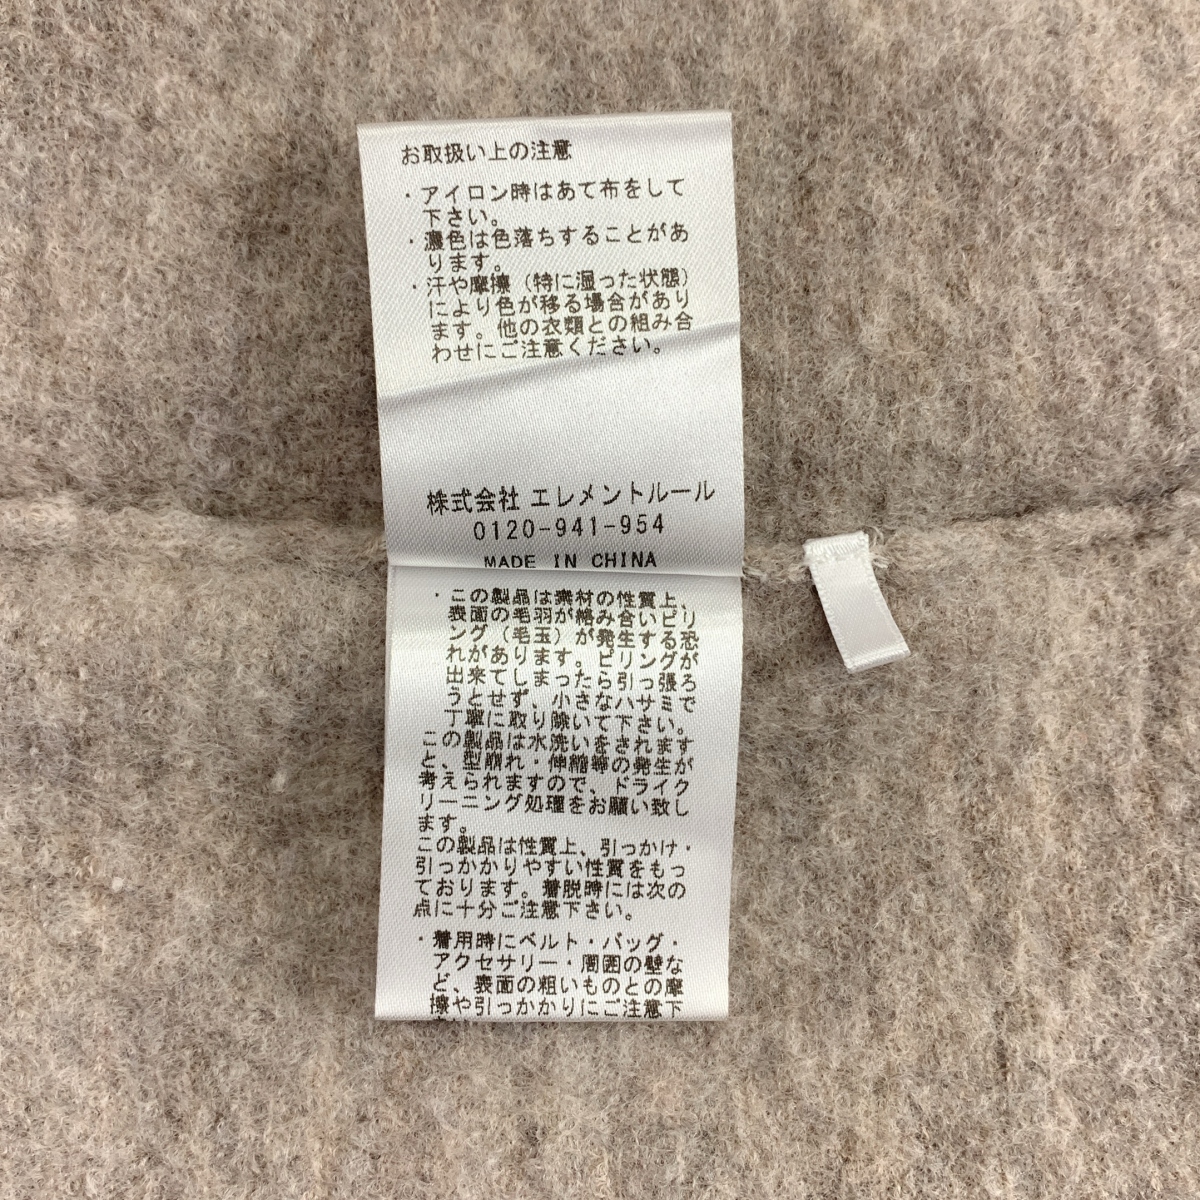 お取扱い上の注意
・アイロン時はあて布をして
下さい。
・濃色は色落ちすることがあ
ります。
・汗や摩擦（特に湿った状態）
により色が移る場合があり
ます。他の衣類との組み合
わせにご注意ください。
株式会社 エレメントルール
0120-941-954
MADE IN CHINA
・この製品は素材の性質上、
表面の毛羽が絡み合いピリ
ング（毛玉）が発生する恐
れがあります。ピリングが
出来てしまったら引っ張ろ
うとせず、小さなハサミで
丁寧に取り除いて下さい。
この製品は水洗いをされます
と、型崩れ・伸縮等の発生が
考えられますので、ドライク
リーニング処理をお願い致し
ます。
この製品は性質上、引っかけ・
引っかかりやすい性質をもっ
ております。着脱時には次の
点に十分ご注意下さい。
・着用時にベルト・バッグ・
アクセサリー・周囲の壁な
ど、表面の粗いものとの摩
擦や引っかかりにご注意下